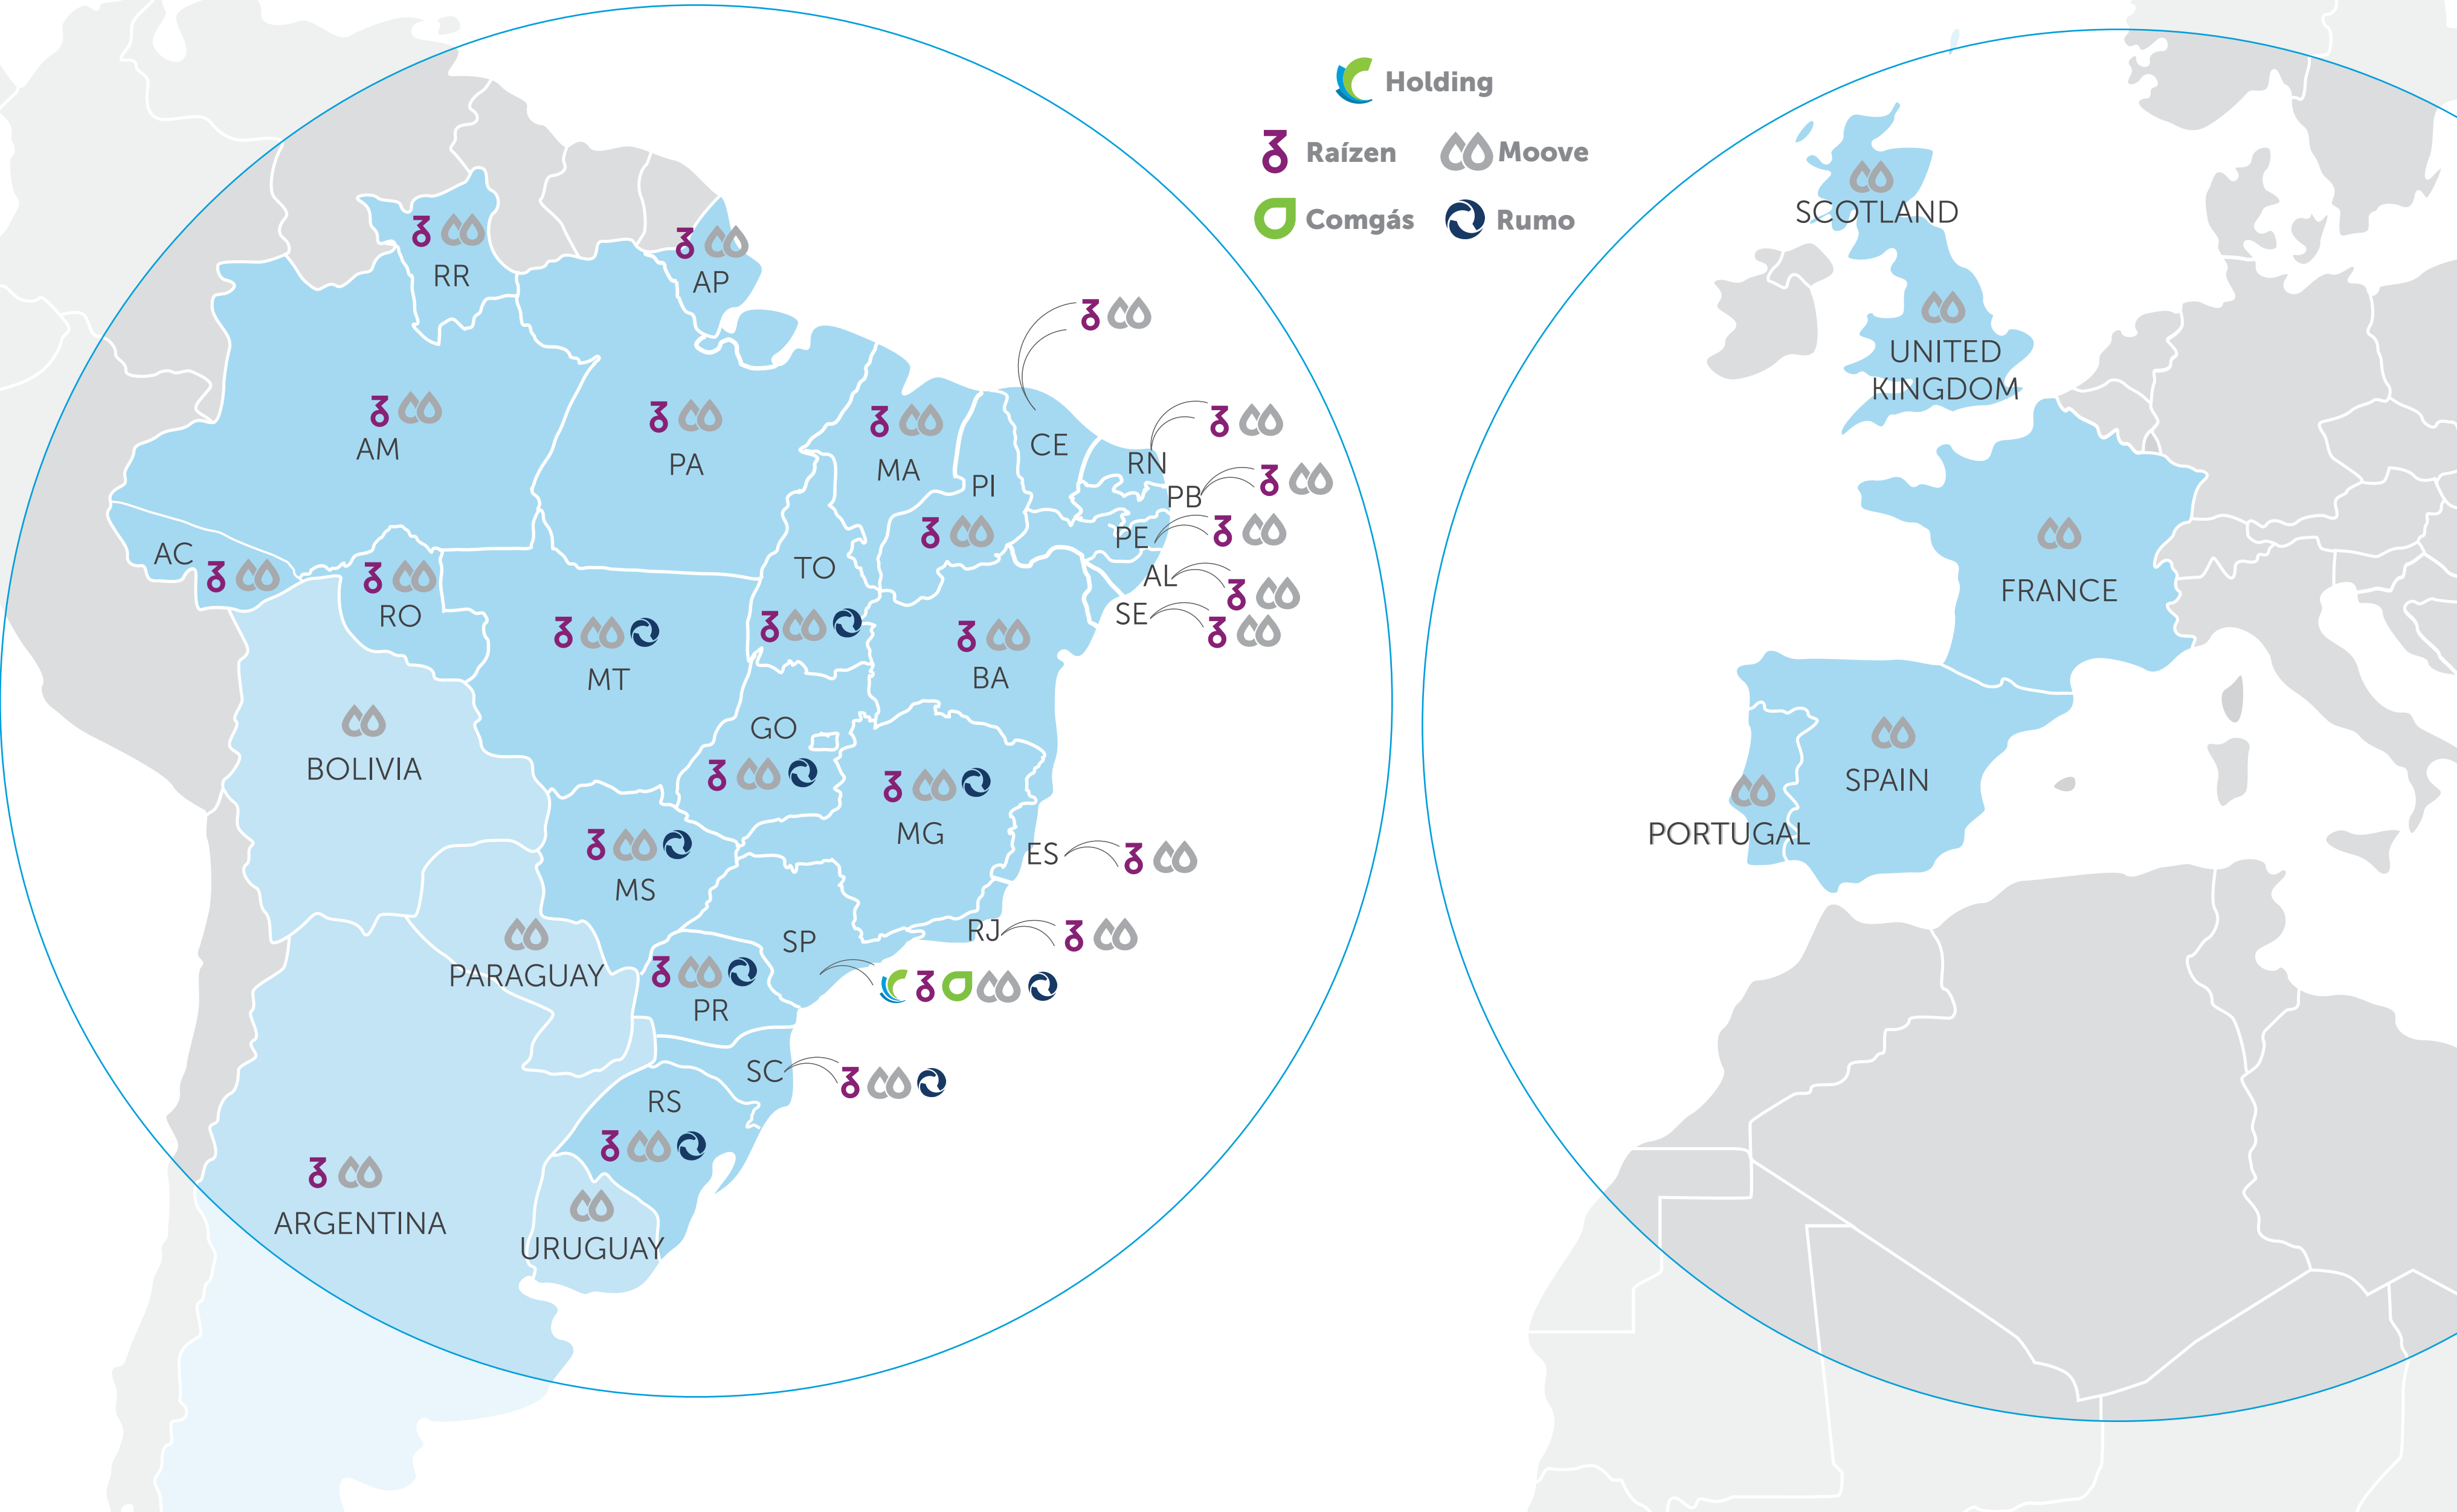 Holding
Raízen
Moove
Comgás
Rumo
RR
AP
AM
PA
MA
PI
CE
RN
PB
PE
AL
SE
AC
RO
TO
MT
BA
GO
BOLIVIA
MG
MS
ES
RJ
SP
PARAGUAY
PR
SC
RS
ARGENTINA
URUGUAY
SCOTLAND
UNITED
KINGDOM
FRANCE
SPAIN
PORTUGAL